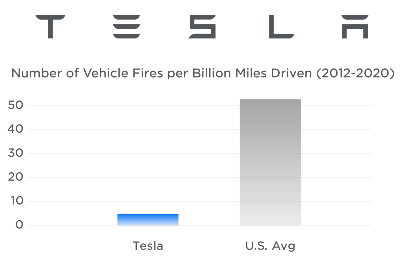 TESLA
Number of Vehicle Fires per Billion Miles Driven (2012-2020)
50
40
30
20
10
0
Tesla
U.S. Avg